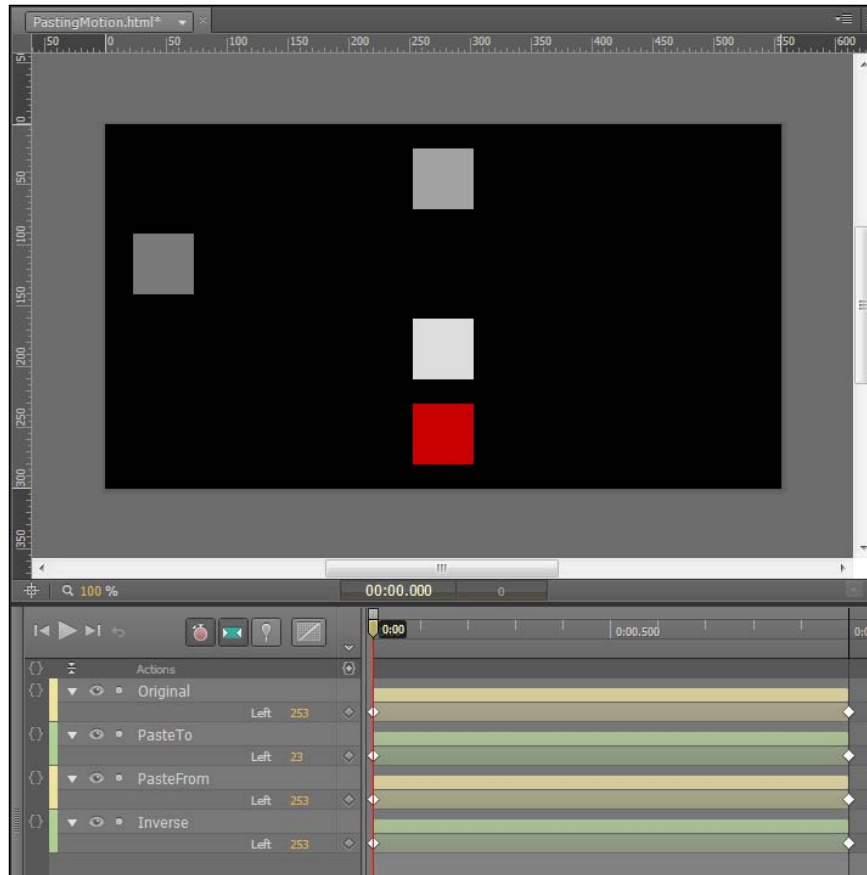 PastingMotion.html*
50 0 50 100 150 200 250 300 350 400 450 500 550 600
50
0
50
100
150
200
250
300
350
100 %
00:00.000 0
0:00 0:00.500
Actions
Original
Left 253
PasteTo
Left 23
PasteFrom
Left 253
Inverse
Left 253